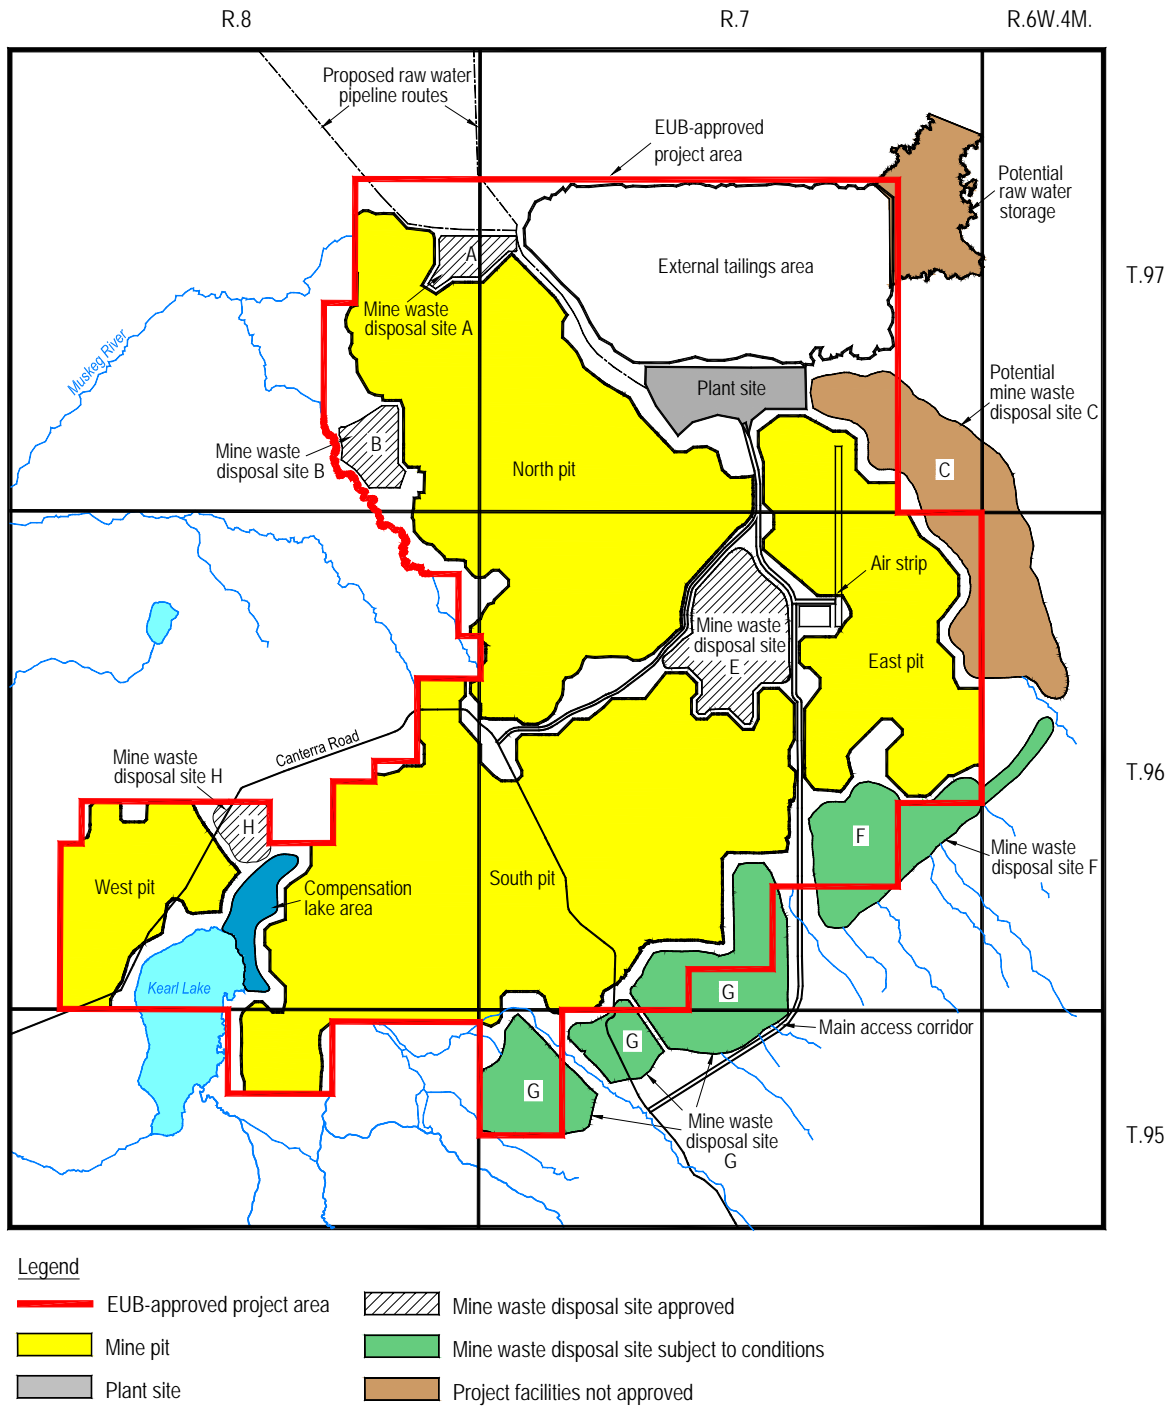 R.8
R.7
R.6W.4M.
Proposed raw water
pipeline routes
EUB-approved
project area
Potential
raw water
storage
A
External tailings area
T.97
Mine waste
disposal site A
Muskeg River
Plant site
Potential
mine waste
disposal site C
B
Mine waste
disposal site B
North pit
C
Air strip
Mine waste
disposal site
E
East pit
Canterra Road
Mine waste
disposal site H
T.96
H
F
Mine waste
disposal site F
West pit
Compensation
lake area
South pit
Kearl Lake
G
Main access corridor
G
G
Mine waste
disposal site
G
T.95
Legend
EUB-approved project area
Mine pit
Plant site
Mine waste disposal site approved
Mine waste disposal site subject to conditions
Project facilities not approved